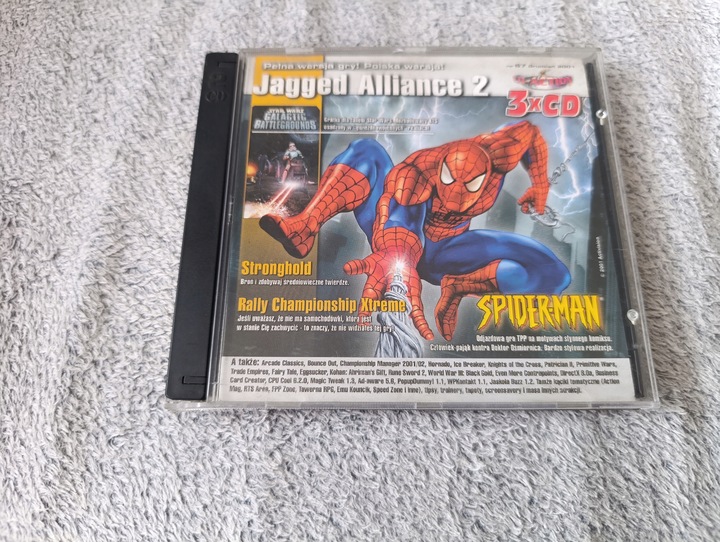 Pełna wersja gry! Polska wersja!
Jagged Alliance 2
3xCD
STAR WARS
GALACTIC
BATTLEGROUNDS
Stronghold
Broń i zdobywaj średniowieczne twierdze.
Rally Championship Xtreme
Jeśli uważasz, że nie ma samochodówki, która jest
w stanie Cię zachwycić - to znaczy, że nie widziałeś tej gry!
SPIDER-MAN
Odjazdowa gra TPP na motywach słynnego komiksu.
Człowiek-pająk kontra Doktor Ośmiornica. Bardzo stylowa realizacja.
A także: Arcade Classics, Bounce Out, Championship Manager 2001/02, Hornado, Ice Breaker, Knights of the Cross, Patrician II, Primitive Wars,
Trade Empires, Fairy Tale, Eggsucker, Kohan: Ahriman's Gift, Rune Sword 2, World War III: Black Gold, Even More Contraptions, DirectX 8.0a, Business
Card Creator, CPU Cool 6.2.0, Magic Tweak 1.3, Ad-aware 5.6, PopupDummy! 1.1, WPKontakt 1.1, Jaskoła Bazz 1.2. Tanże kąciki tematyczne (Action
Mag, RTS Area, TPP Zone, Tawerna RPG, Emu Kouncik, Speed Zone i inne), tipsy, trainery, tapety, screensavery i masa innych atrakcji.